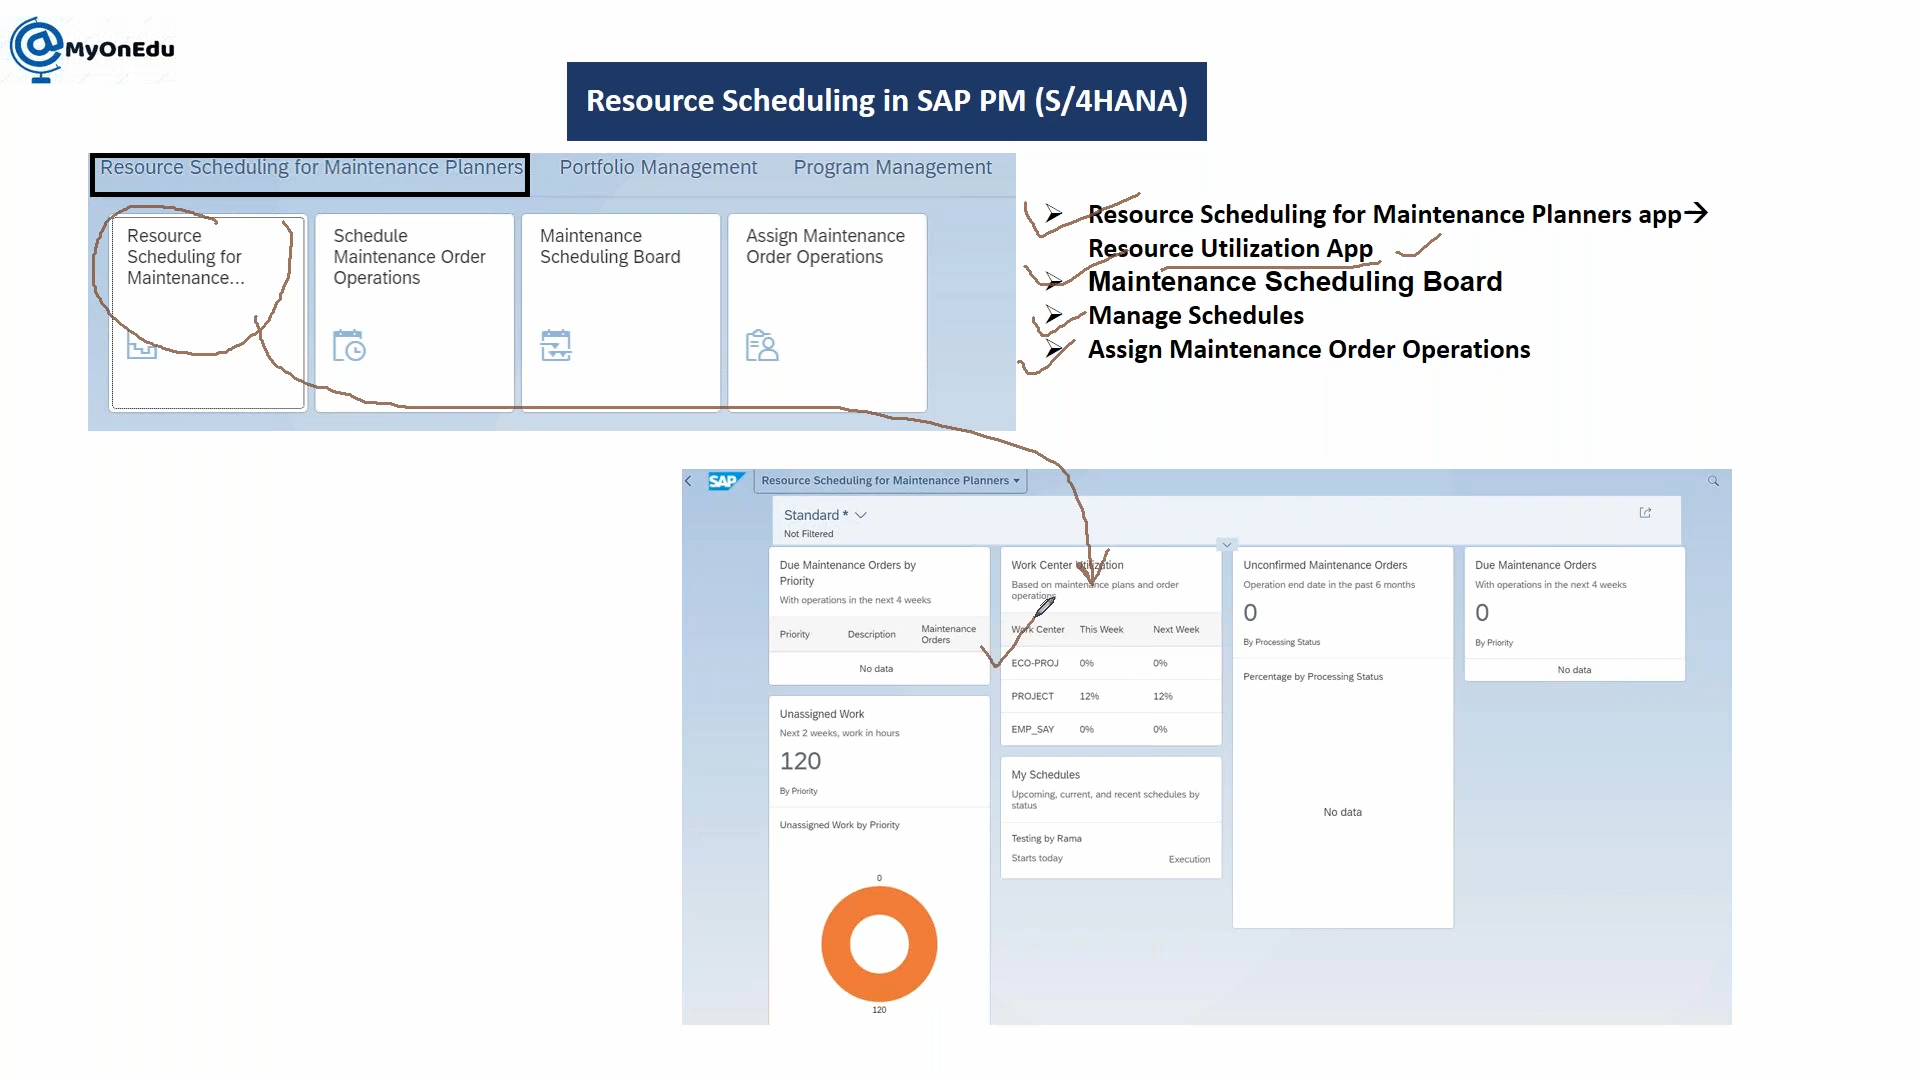 @MyOnEdu
Resource Scheduling in SAP PM (S/4HANA)
Resource Scheduling for Maintenance Planners
Portfolio Management
Program Management
Resource
Scheduling for
Maintenance...
Schedule
Maintenance Order
Operations
Maintenance
Scheduling Board
Assign Maintenance
Order Operations
➢ Resource Scheduling for Maintenance Planners app→
Resource Utilization App
➢ Maintenance Scheduling Board
➢ Manage Schedules
➢ Assign Maintenance Order Operations
SAP
Resource Scheduling for Maintenance Planners
Standard *
Not Filtered
Due Maintenance Orders by
Priority
With operations in the next 4 weeks
Priority Description Maintenance
Orders
No data
Unassigned Work
Next 2 weeks, work in hours
120
By Priority
Unassigned Work by Priority
0
120
Work Center Utilization
Based on maintenance plans and order
operations
Work Center This Week Next Week
ECO-PROJ 0% 0%
PROJECT 12% 12%
EMP_SAY 0% 0%
My Schedules
Upcoming, current, and recent schedules by
status
Testing by Rama
Starts today Execution
Unconfirmed Maintenance Orders
Operation end date in the past 6 months
0
By Processing Status
Percentage by Processing Status
No data
Due Maintenance Orders
With operations in the next 4 weeks
0
By Priority
No data